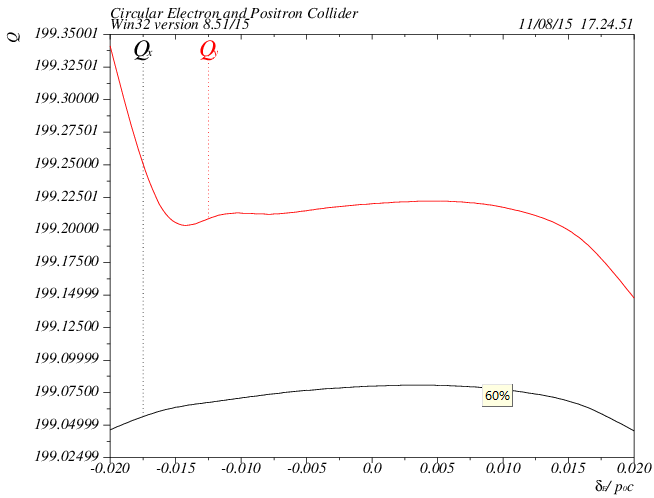 Circular Electron and Positron Collider
Win32 version 8.51/15 11/08/15 17.24.51
Q
199.35001
199.32501
199.30000
199.27501
199.25000
199.22501
199.20000
199.17500
199.14999
199.12500
199.09999
199.07500
199.04999
199.02499
Qx Qy
60%
-0.020 -0.015 -0.010 -0.005 0.0 0.005 0.010 0.015 0.020
δE/ p0c